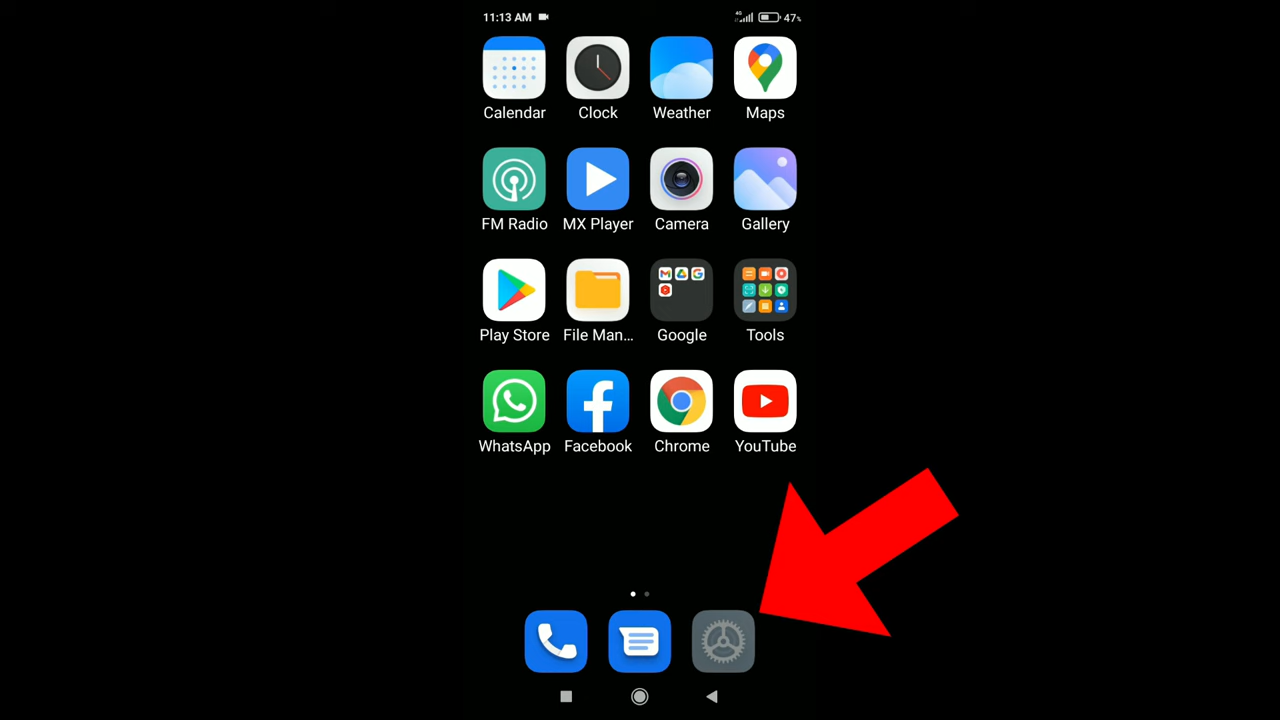 11:13 AM 4G 47%
Calendar Clock Weather Maps
FM Radio MX Player Camera Gallery
Play Store File Man... Google Tools
WhatsApp Facebook Chrome YouTube